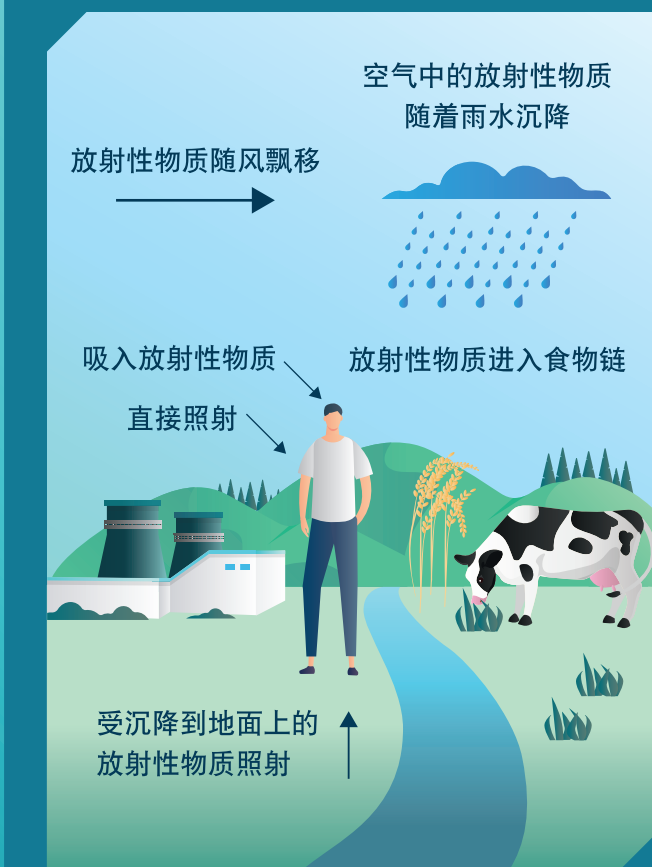 空气中的放射性物质
随着雨水沉降
放射性物质随风飘移
吸入放射性物质
放射性物质进入食物链
直接照射
受沉降到地面上的
放射性物质照射